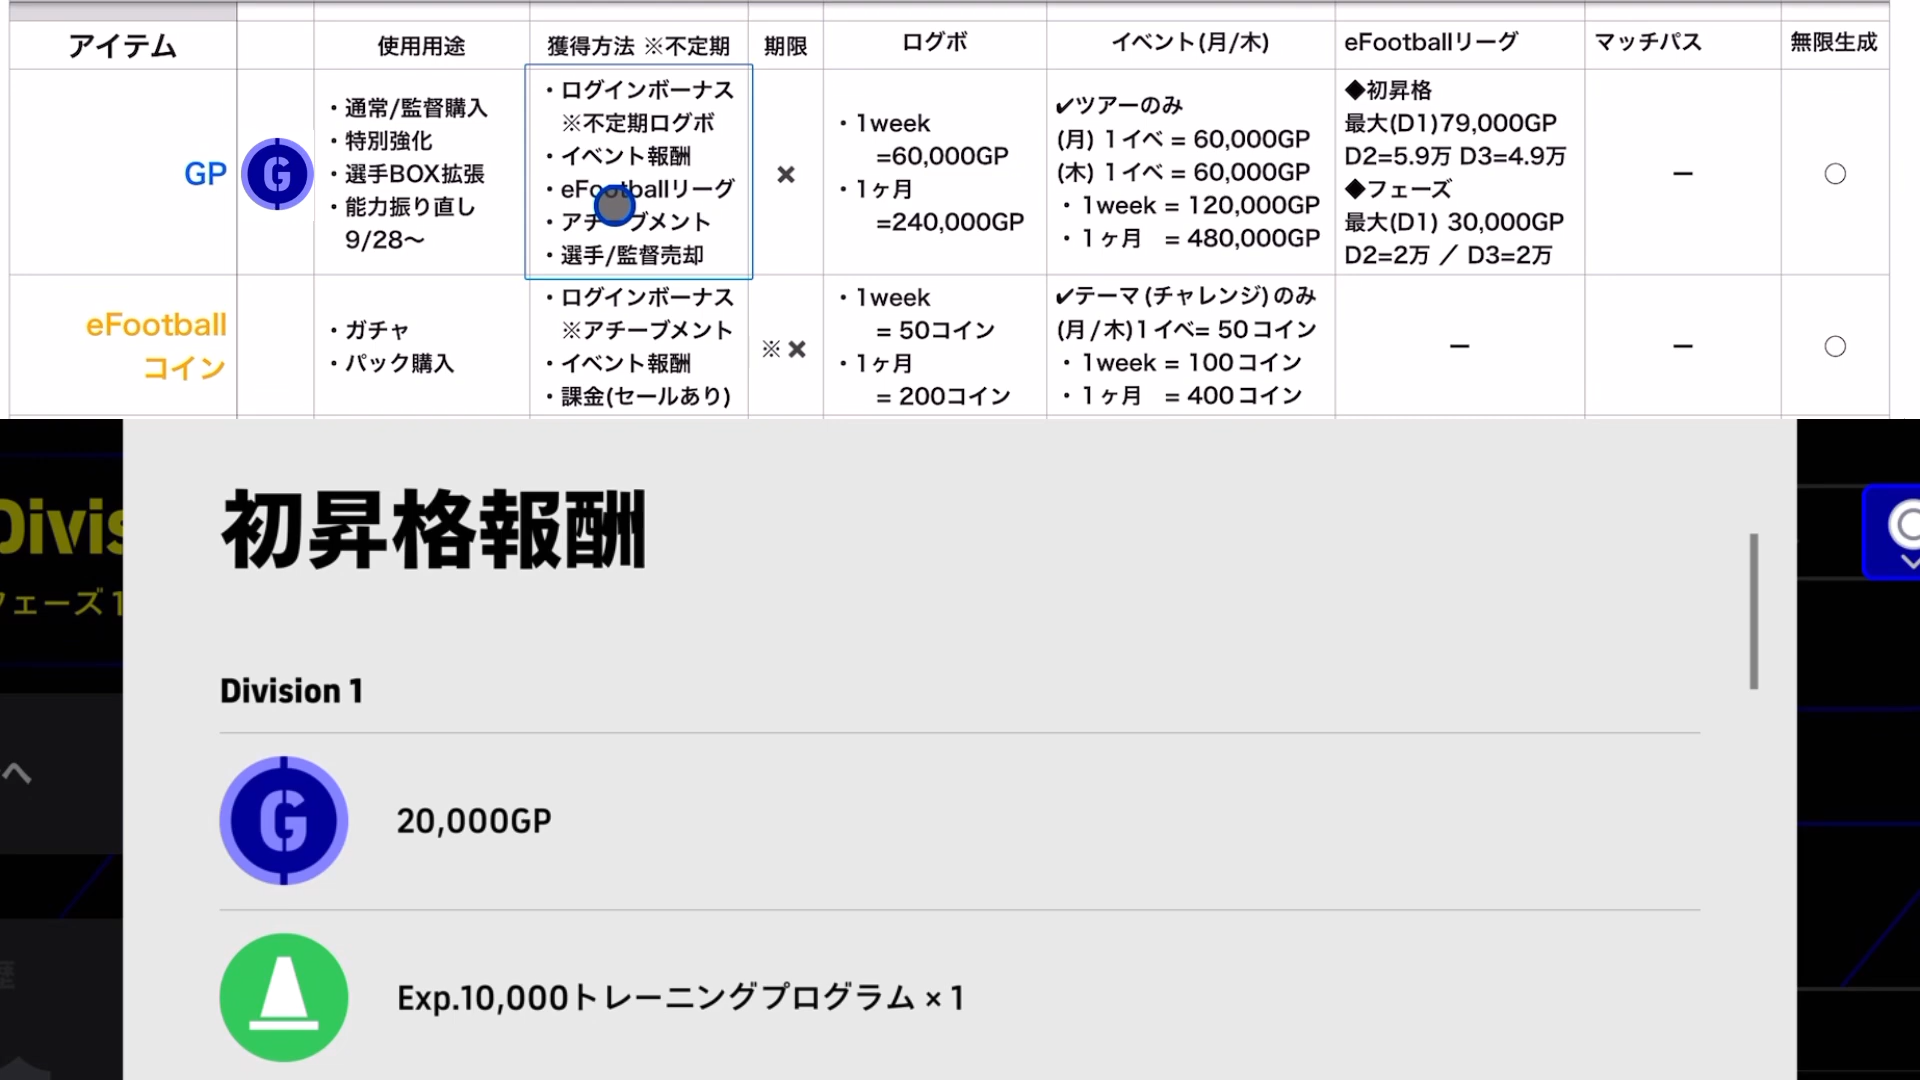 アイテム
使用用途
獲得方法 ※不定期
期限
ログボ
イベント(月/木)
eFootballリーグ
マッチパス
無限生成
GP
G
・通常/監督購入
・特別強化
・選手BOX拡張
・能力振り直し
9/28〜
・ログインボーナス
※不定期ログボ
・イベント報酬
・eFootballリーグ
・アチーブメント
・選手/監督売却
×
・1week
=60,000GP
・1ヶ月
=240,000GP
✔ツアーのみ
(月) 1イベ = 60,000GP
(木) 1イベ = 60,000GP
・1week = 120,000GP
・1ヶ月 = 480,000GP
◆初昇格
最大(D1)79,000GP
D2=5.9万 D3=4.9万
◆フェーズ
最大(D1) 30,000GP
D2=2万 / D3=2万
ー
○
eFootball
コイン
・ガチャ
・パック購入
・ログインボーナス
※アチーブメント
・イベント報酬
・課金(セールあり)
※×
・1week
= 50コイン
・1ヶ月
= 200コイン
✔テーマ(チャレンジ)のみ
(月/木)1イベ= 50コイン
・1week = 100コイン
・1ヶ月 = 400コイン
ー
ー
○
Divis
フェーズ1
へ
歴
初昇格報酬
Division 1
G
20,000GP
Exp.10,000トレーニングプログラム × 1